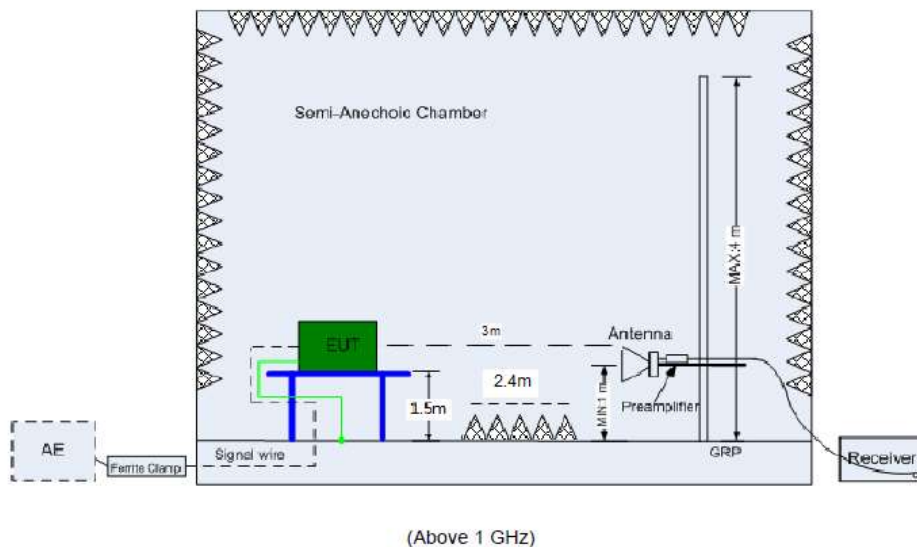 Semi-Anechoic Chamber
MAX:4 m
3m
Antenna
EUT
2.4m
MIN:1 m
1.5m
Preamplifier
AE
Ferrite Clamp
Signal wire
GRP
Receiver
(Above 1 GHz)